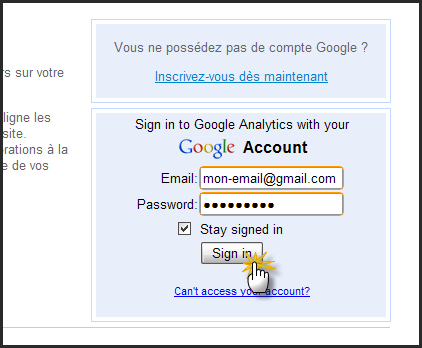 Vous ne possédez pas de compte Google ?
Inscrivez-vous dès maintenant
rs sur votre
ligne les
site.
orations à la
e de vos
Sign in to Google Analytics with your
Google Account
Email: mon-email@gmail.com
Password: ●●●●●●●●●
Stay signed in
Sign in
Can't access your account?